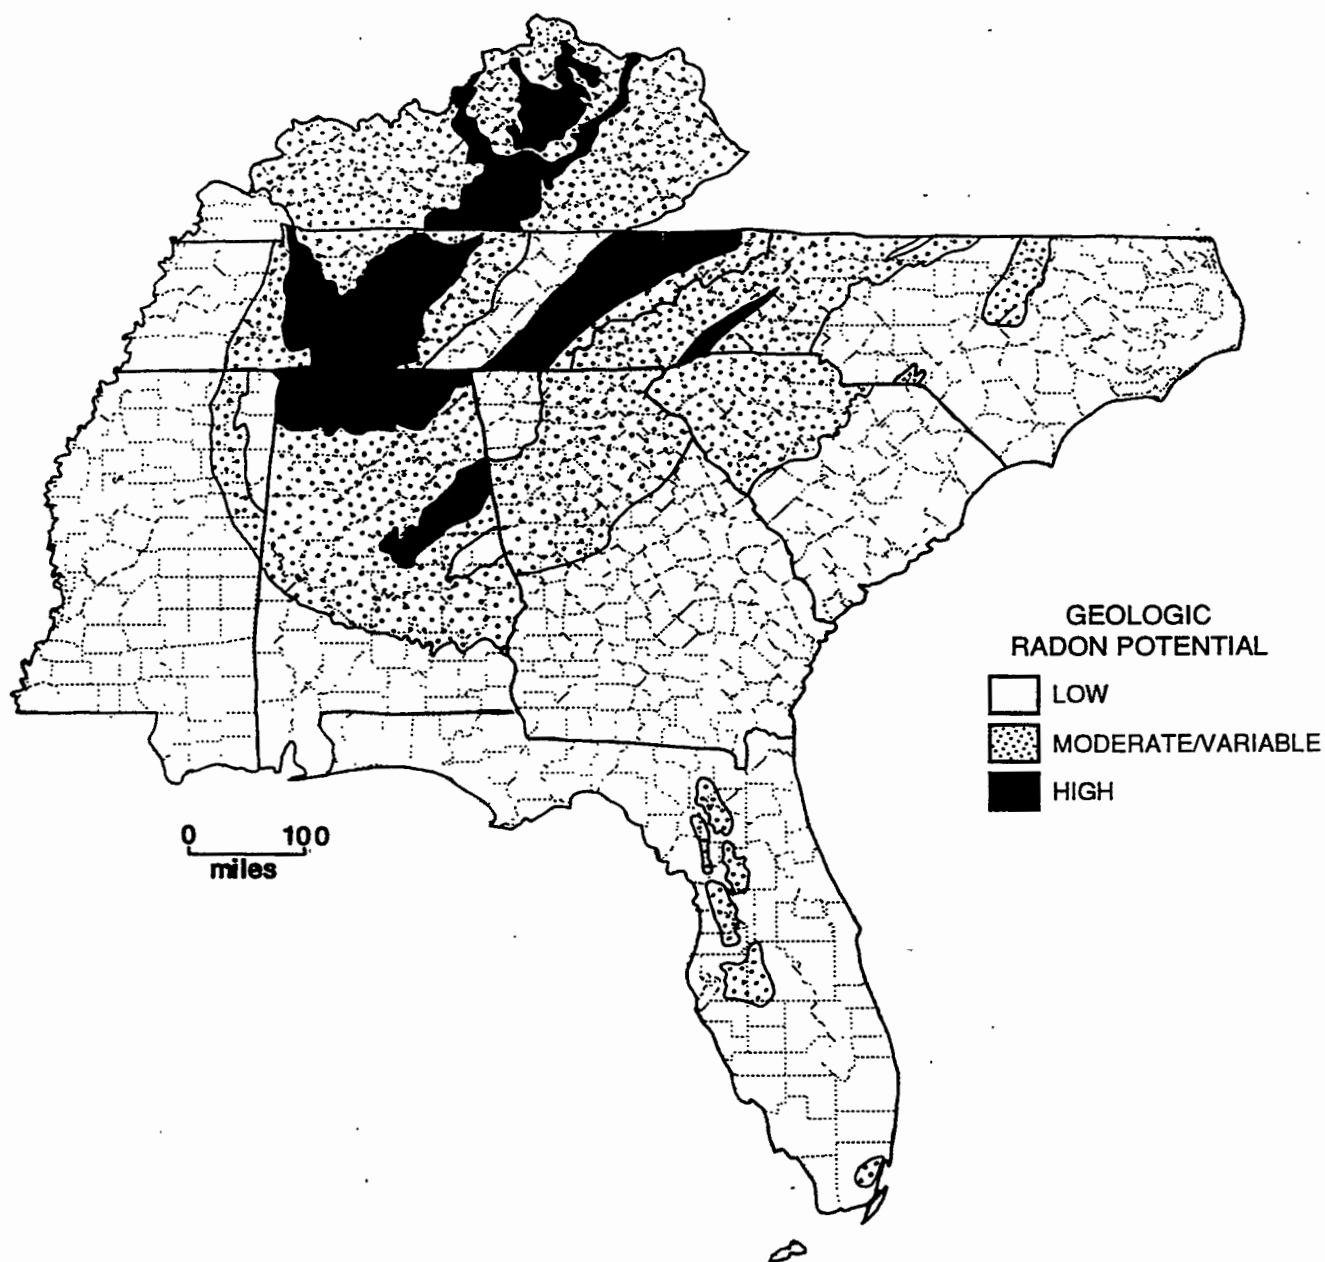 GEOLOGIC
RADON POTENTIAL
LOW
MODERATE/VARIABLE
HIGH
0 100
miles